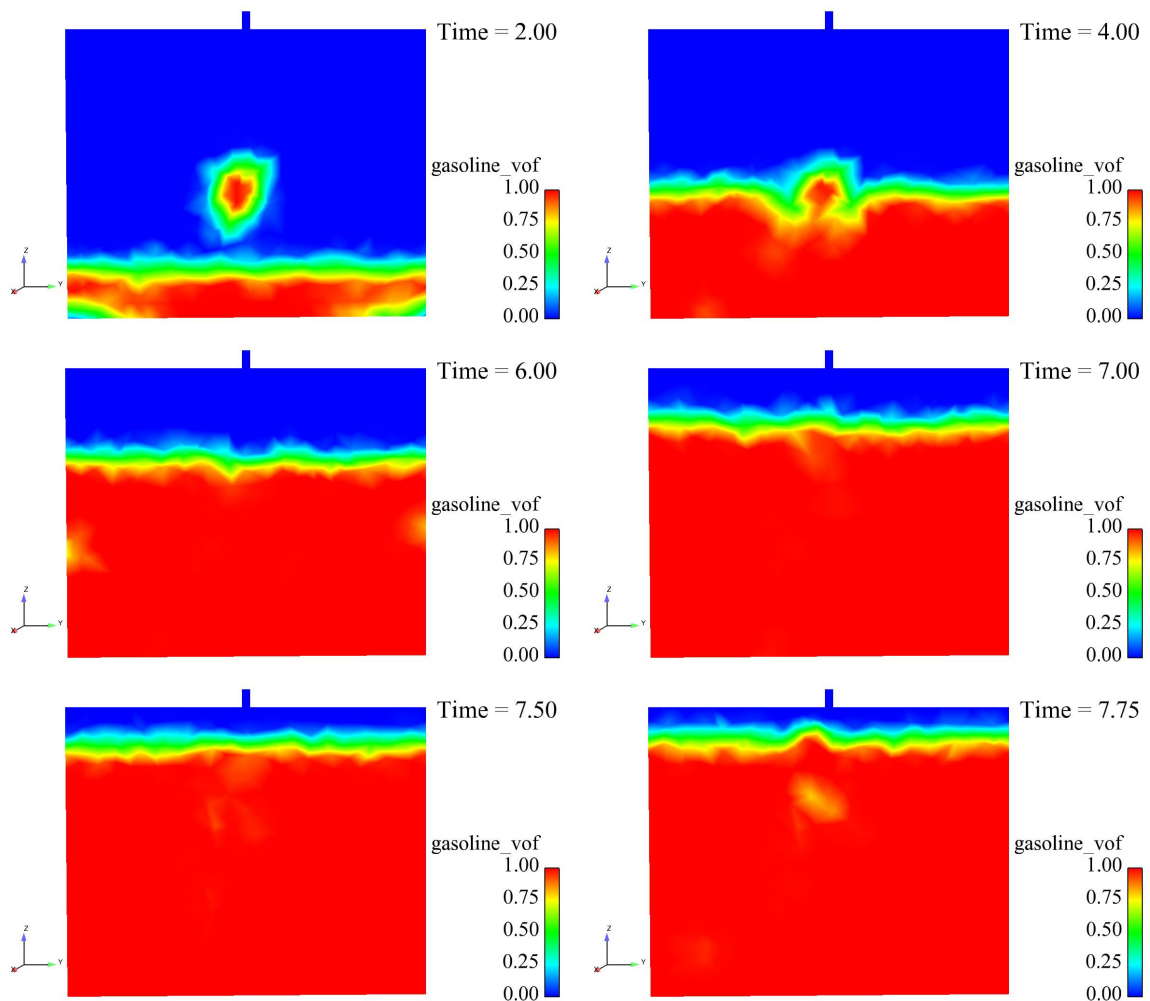 Time = 2.00
gasoline_vof
1.00
0.75
0.50
0.25
0.00
Z
X
Y
Time = 4.00
gasoline_vof
1.00
0.75
0.50
0.25
0.00
Z
X
Y
Time = 6.00
gasoline_vof
1.00
0.75
0.50
0.25
0.00
Z
X
Y
Time = 7.00
gasoline_vof
1.00
0.75
0.50
0.25
0.00
Z
X
Y
Time = 7.50
gasoline_vof
1.00
0.75
0.50
0.25
0.00
Z
X
Y
Time = 7.75
gasoline_vof
1.00
0.75
0.50
0.25
0.00
Z
X
Y